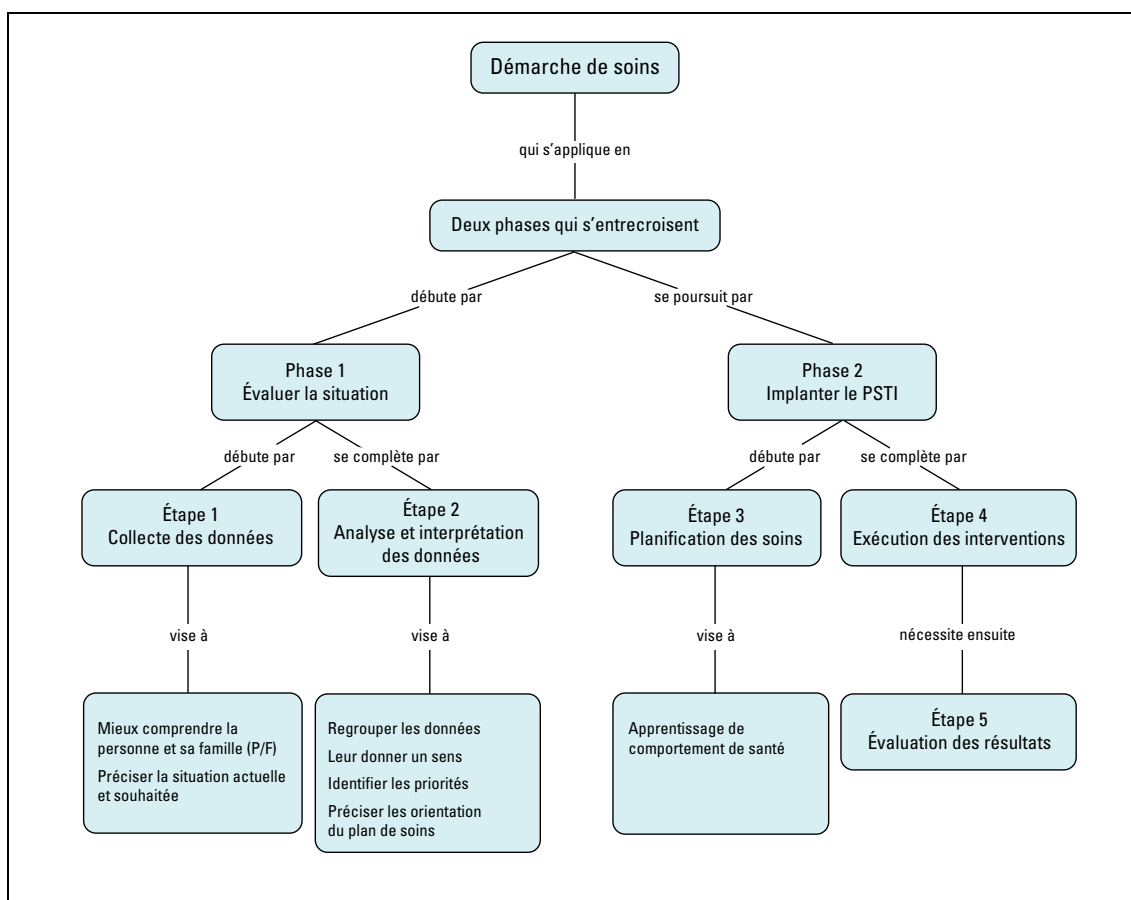 Démarche de soins
qui s'applique en
Deux phases qui s'entrecroisent
débute par
se poursuit par
Phase 1
Évaluer la situation
Phase 2
Implanter le PSTI
débute par
se complète par
débute par
se complète par
Étape 1
Collecte des données
Étape 2
Analyse et interprétation
des données
Étape 3
Planification des soins
Étape 4
Exécution des interventions
vise à
vise à
vise à
nécessite ensuite
Mieux comprendre la
personne et sa famille (P/F)
Préciser la situation actuelle
et souhaitée
Regrouper les données
Leur donner un sens
Identifier les priorités
Préciser les orientation
du plan de soins
Apprentissage de
comportement de santé
Étape 5
Évaluation des résultats